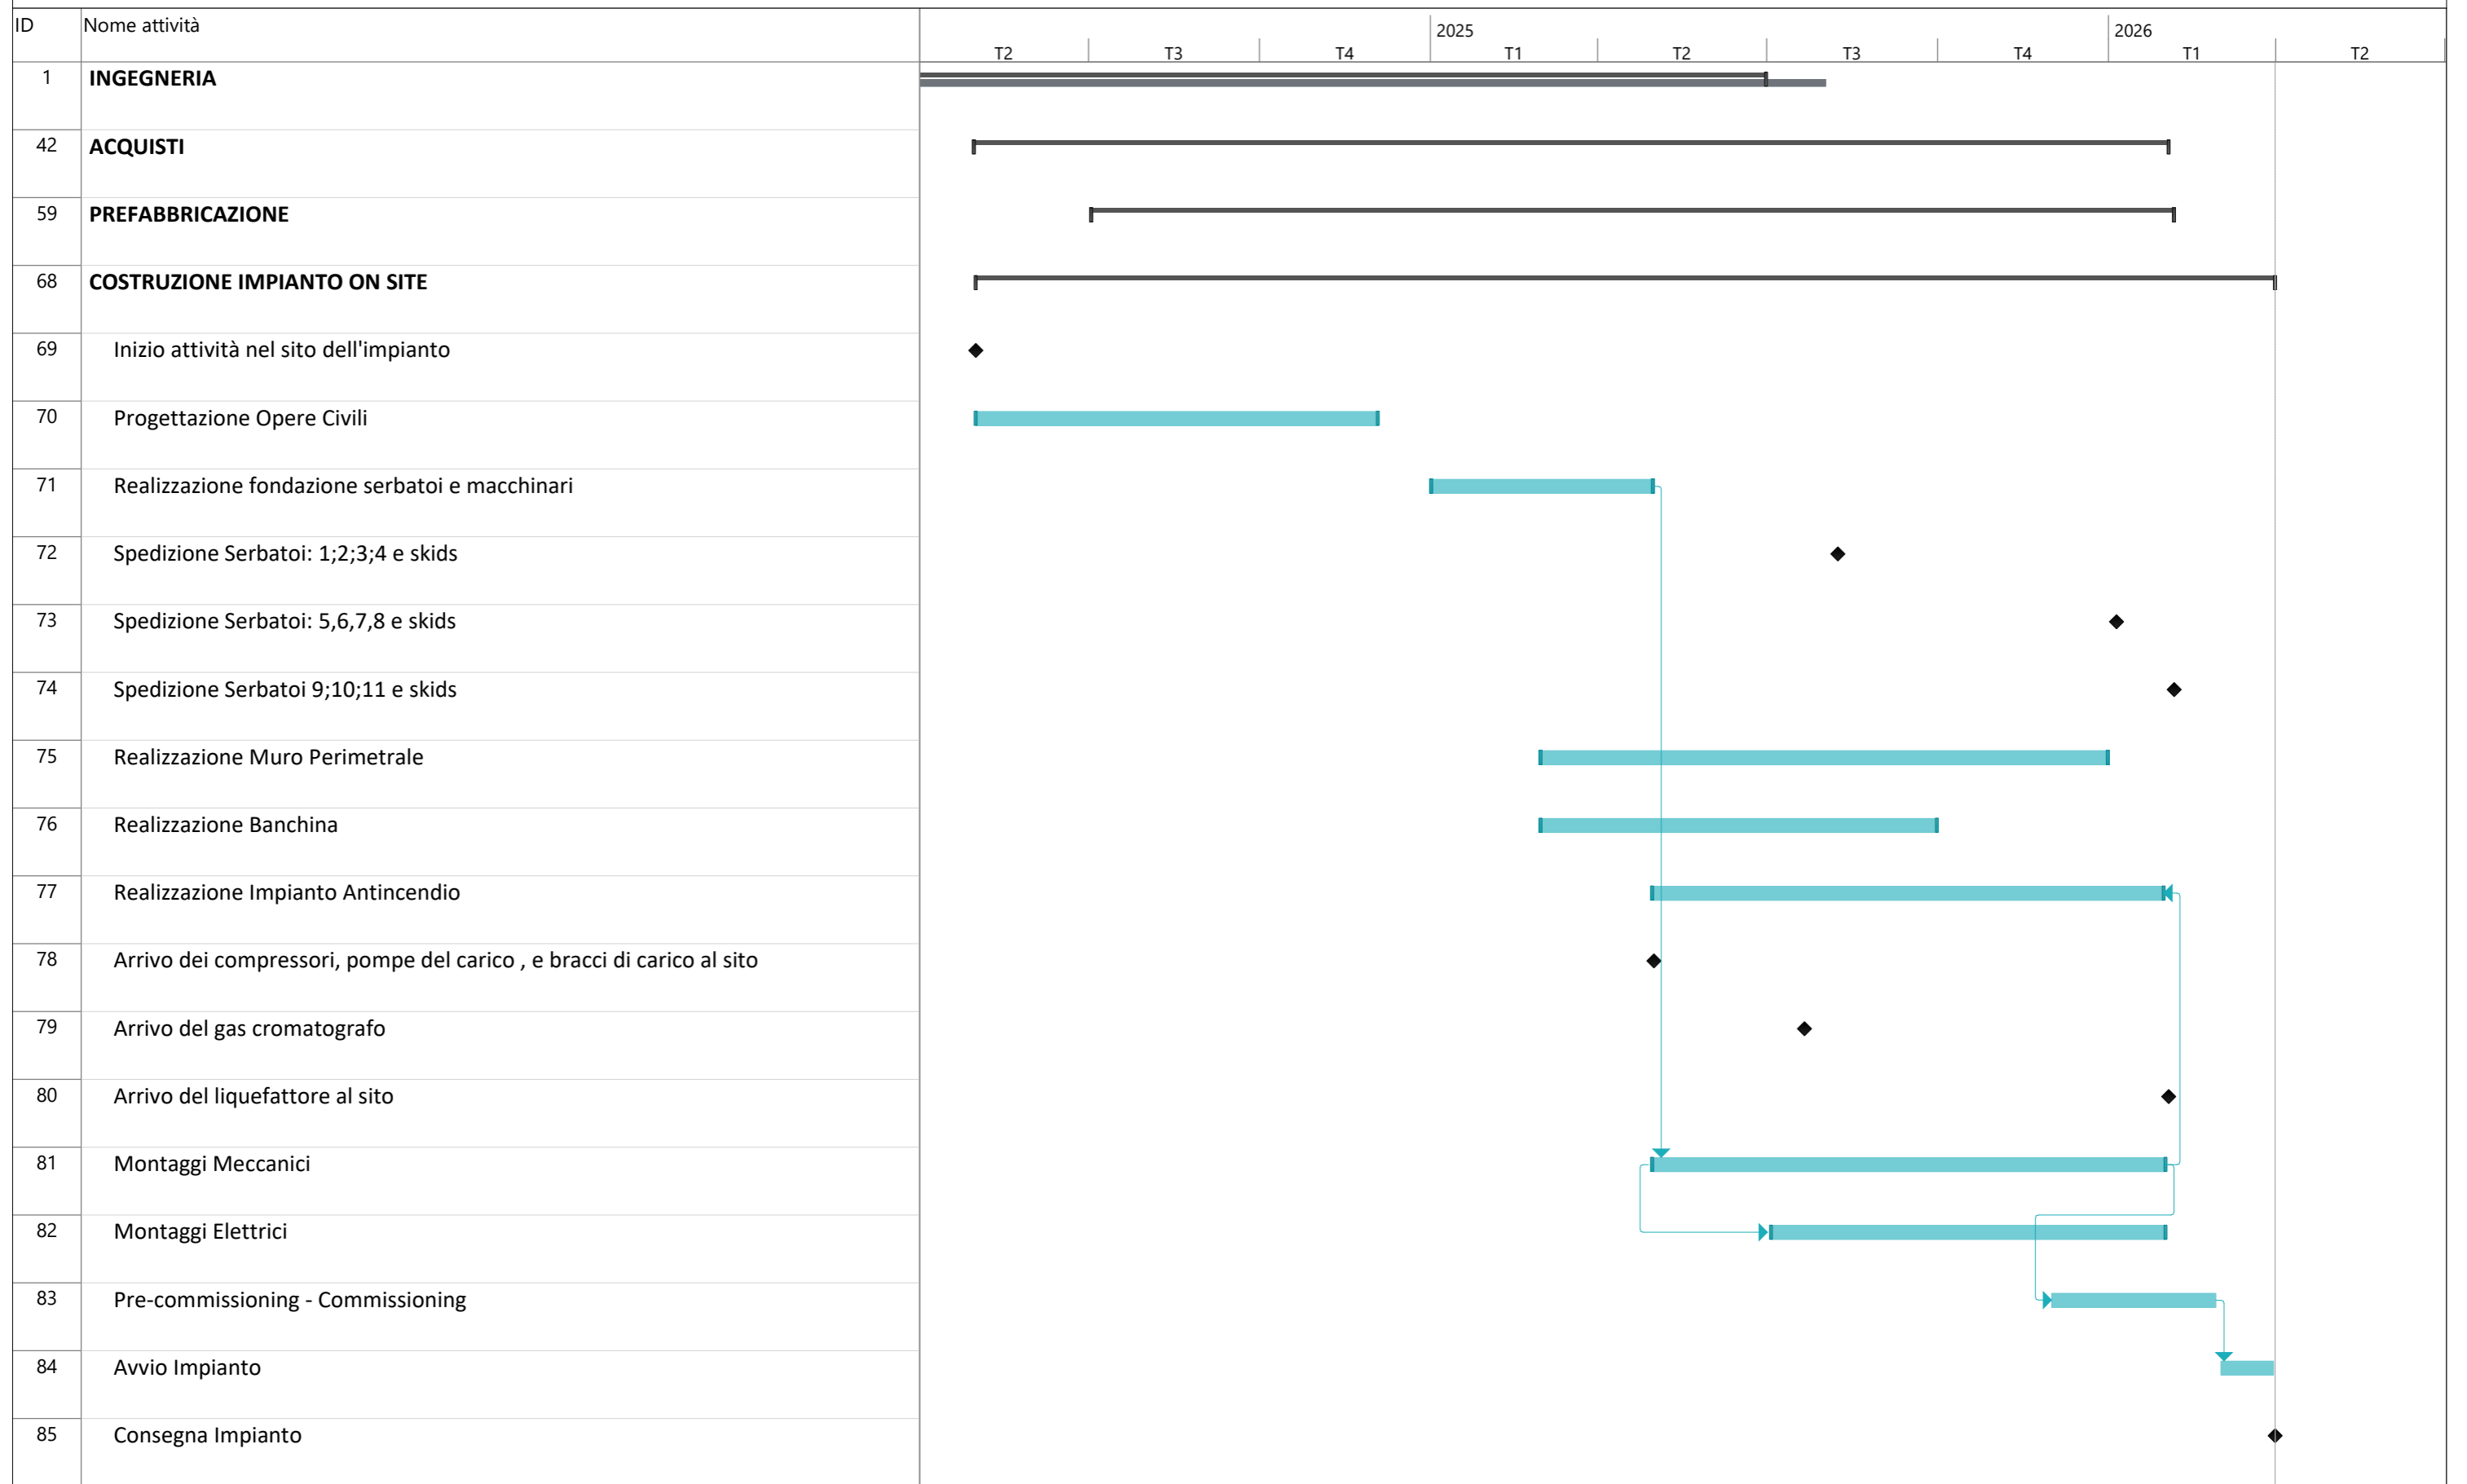 ID Nome attività 2025 2026
T2 T3 T4 T1 T2 T3 T4 T1 T2
1 INGEGNERIA
42 ACQUISTI
59 PREFABBRICAZIONE
68 COSTRUZIONE IMPIANTO ON SITE
69 Inizio attività nel sito dell'impianto
70 Progettazione Opere Civili
71 Realizzazione fondazione serbatoi e macchinari
72 Spedizione Serbatoi: 1;2;3;4 e skids
73 Spedizione Serbatoi: 5,6,7,8 e skids
74 Spedizione Serbatoi 9;10;11 e skids
75 Realizzazione Muro Perimetrale
76 Realizzazione Banchina
77 Realizzazione Impianto Antincendio
78 Arrivo dei compressori, pompe del carico , e bracci di carico al sito
79 Arrivo del gas cromatografo
80 Arrivo del liquefattore al sito
81 Montaggi Meccanici
82 Montaggi Elettrici
83 Pre-commissioning - Commissioning
84 Avvio Impianto
85 Consegna Impianto